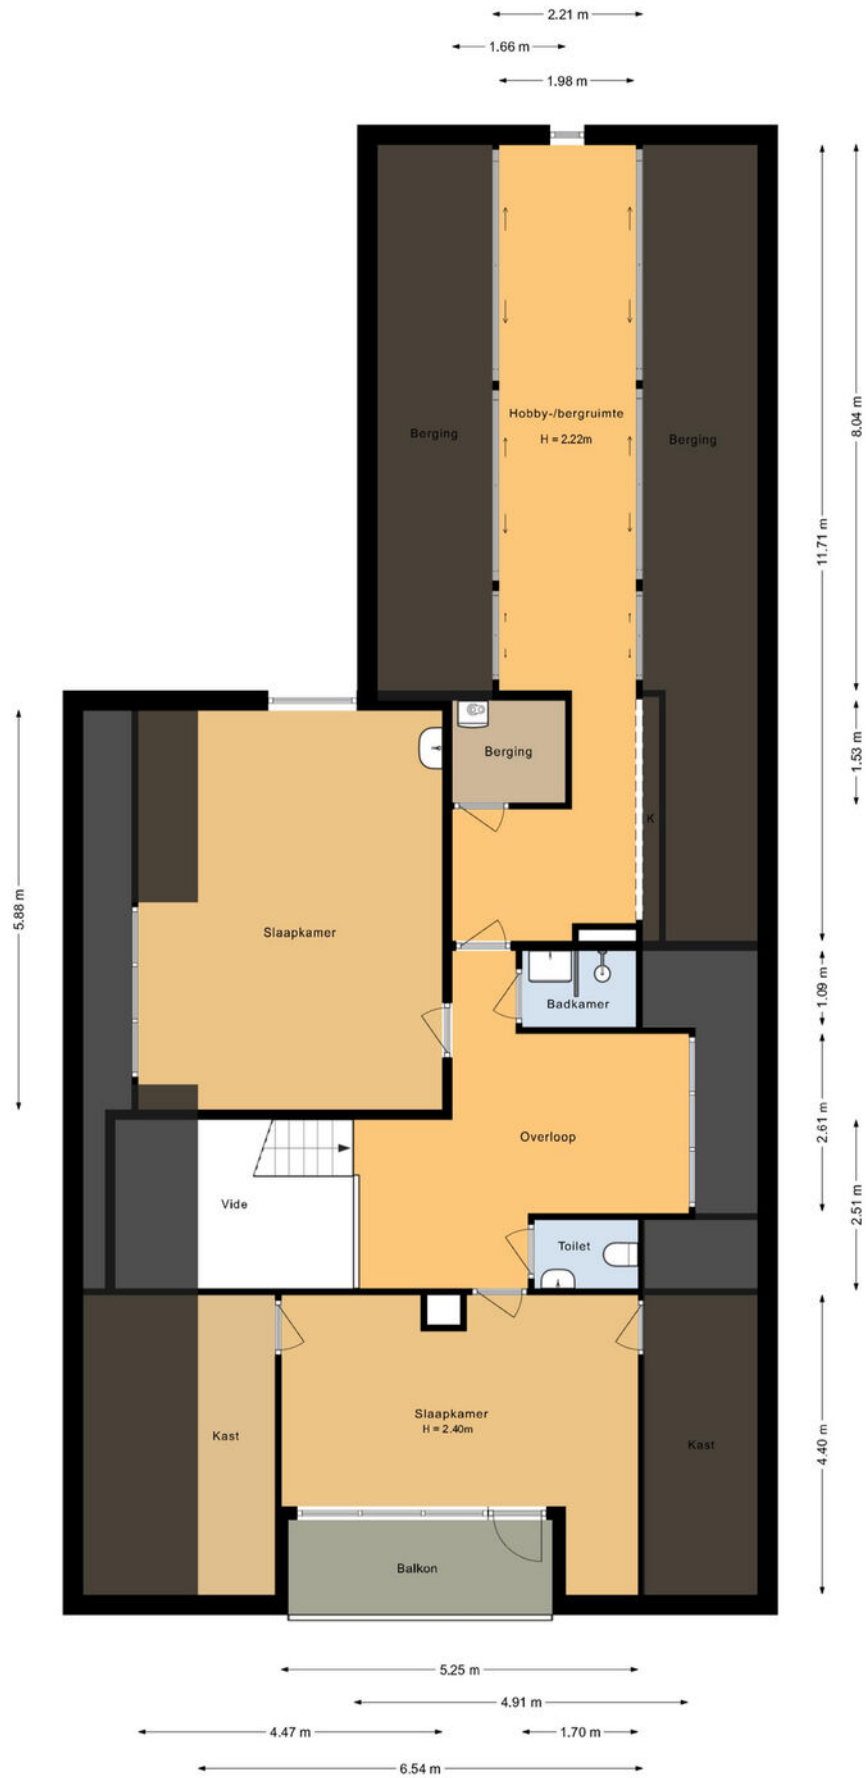 2.21 m
1.66 m
1.98 m
Hobby-/bergruimte
H = 2.22m
Berging
Berging
8.04 m
11.71 m
Berging
1.53 m
K
5.88 m
Slaapkamer
Badkamer
1.09 m
Overloop
2.61 m
Vide
2.51 m
Toilet
Slaapkamer
H = 2.40m
Kast
Kast
4.40 m
Balkon
5.25 m
4.91 m
4.47 m
1.70 m
6.54 m